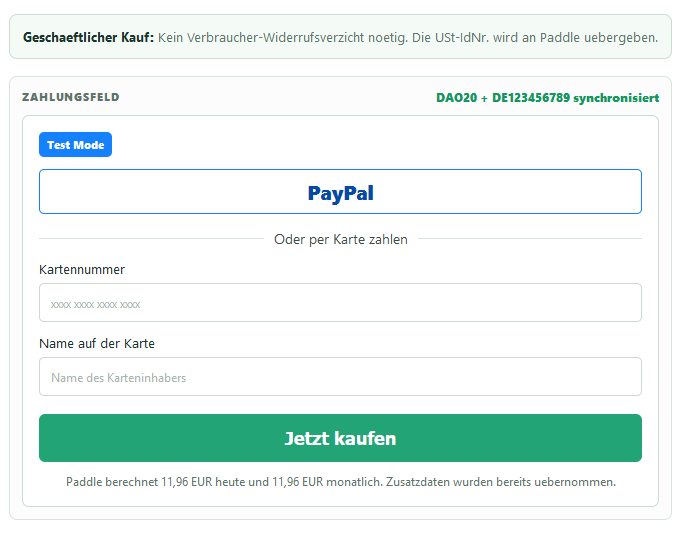 Geschaeftlicher Kauf: Kein Verbraucher-Widerrufsverzicht noetig. Die USt-IdNr. wird an Paddle uebergeben.
ZAHLUNGSFELD
DAO20 + DE123456789 synchronisiert
Test Mode
PayPal
Oder per Karte zahlen
Kartennummer
xxxx xxxx xxxx xxxx
Name auf der Karte
Name des Karteninhabers
Jetzt kaufen
Paddle berechnet 11,96 EUR heute und 11,96 EUR monatlich. Zusatzdaten wurden bereits uebernommen.